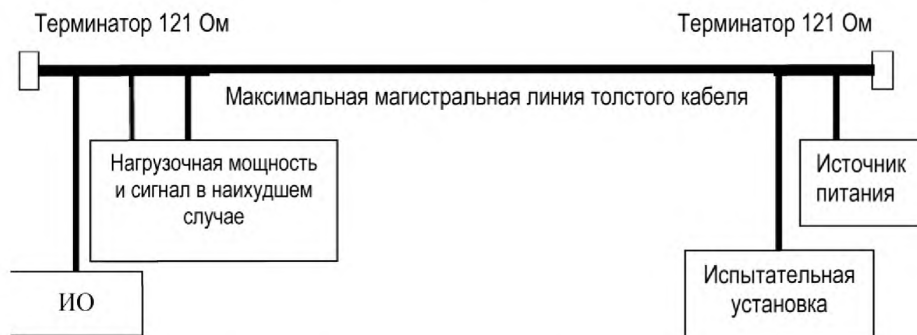 Терминатор 121 Ом
Терминатор 121 Ом
Максимальная магистральная линия толстого кабеля
Нагрузочная мощность
и сигнал в наихудшем
случае
Источник
питания
ИО
Испытательная
установка